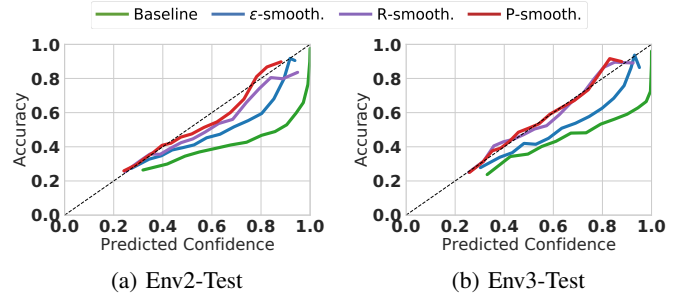 Baseline ε-smooth. R-smooth. P-smooth.
Accuracy
1.0
0.8
0.6
0.4
0.2
0.0
0.0 0.2 0.4 0.6 0.8 1.0
Predicted Confidence
(a) Env2-Test
Accuracy
1.0
0.8
0.6
0.4
0.2
0.0
0.0 0.2 0.4 0.6 0.8 1.0
Predicted Confidence
(b) Env3-Test